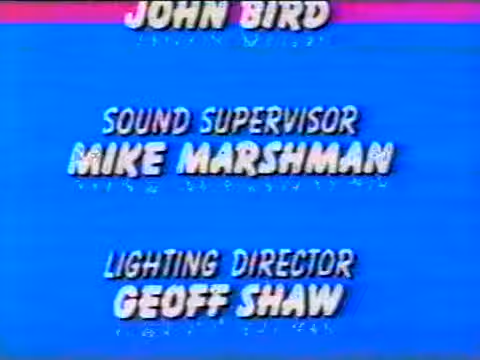 JOHN BIRD
SOUND SUPERVISOR
MIKE MARSHMAN
LIGHTING DIRECTOR
GEOFF SHAW